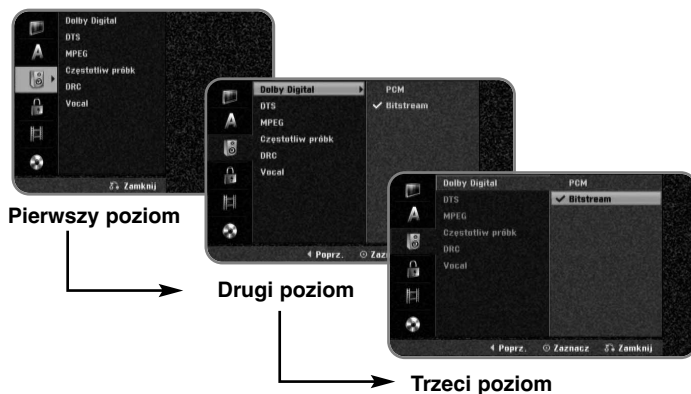 Dolby Digital
DTS
MPEG
Częstotliw próbk
DRC
Vocal
Zamknij
Pierwszy poziom
Dolby Digital
DTS
MPEG
Częstotliw próbk
DRC
Vocal
PCM
Bitstream
Poprz.
Drugi poziom
Dolby Digital
DTS
MPEG
Częstotliw próbk
DRC
Vocal
PCM
Bitstream
Poprz. Zaznacz Zamknij
Trzeci poziom